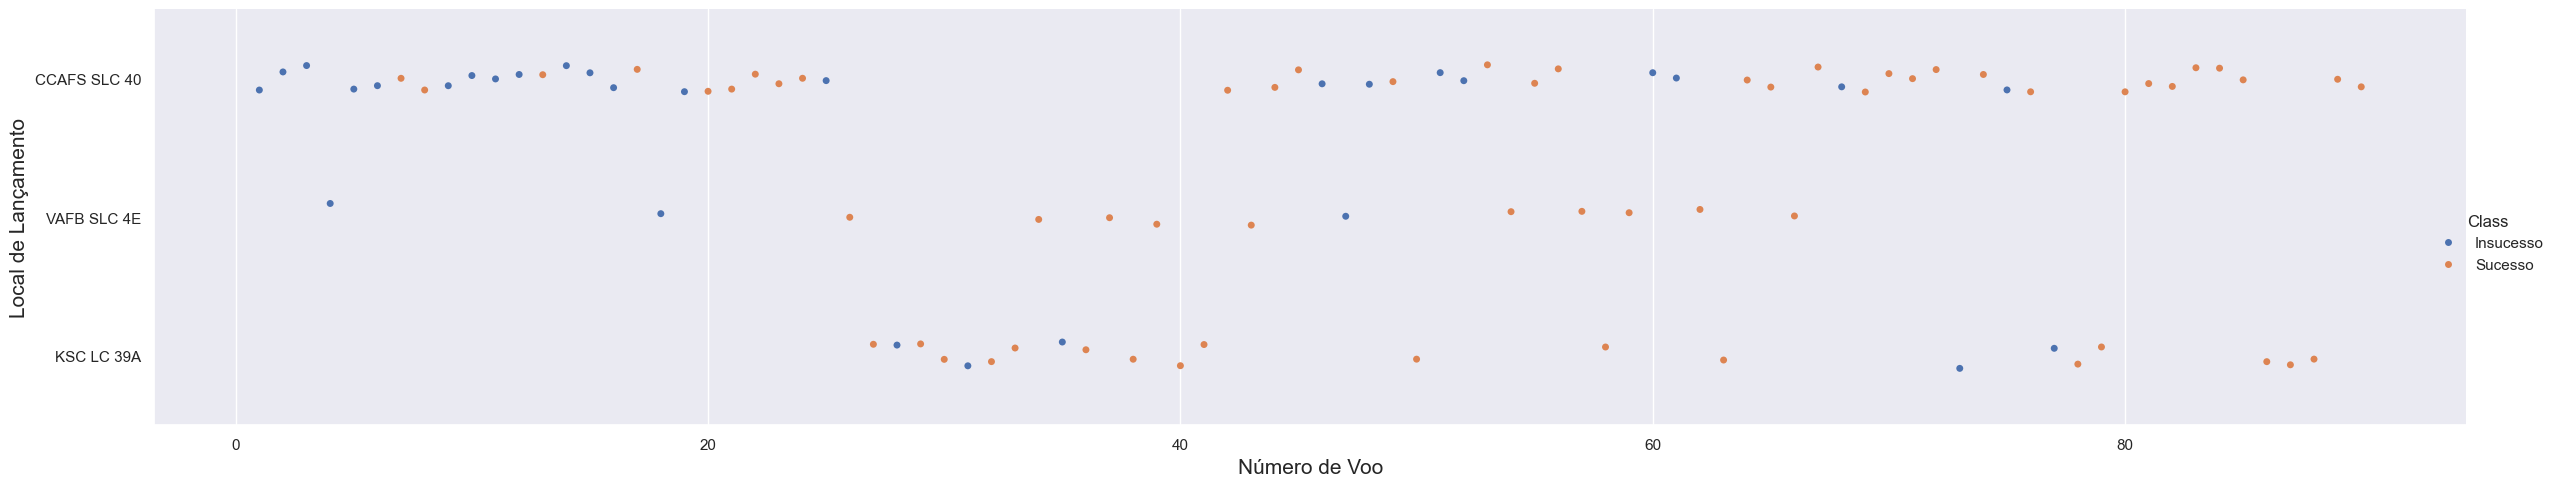 CCAFS SLC 40
VAFB SLC 4E
KSC LC 39A
Local de Lançamento
0 20 40 60 80
Número de Voo
Class
Insucesso
Sucesso